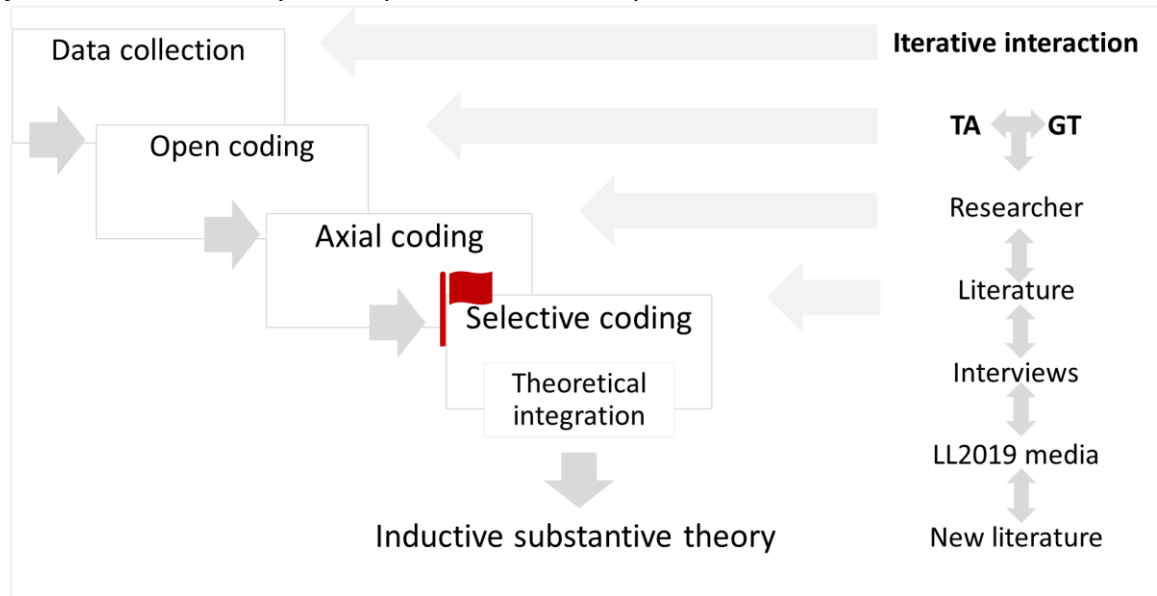 Data collection
Iterative interaction
Open coding
TA GT
Axial coding
Researcher
Selective coding
Literature
Theoretical
integration
Interviews
LL2019 media
Inductive substantive theory
New literature